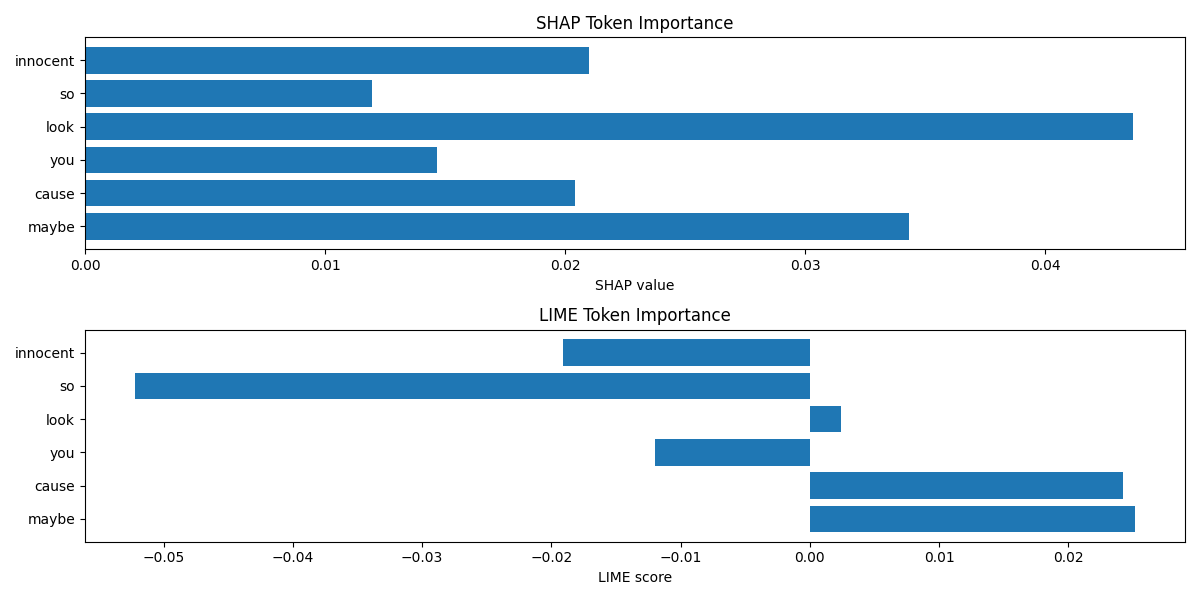 SHAP Token Importance
innocent
so
look
you
cause
maybe
0.00 0.01 0.02 0.03 0.04
SHAP value
LIME Token Importance
innocent
so
look
you
cause
maybe
−0.05 −0.04 −0.03 −0.02 −0.01 0.00 0.01 0.02
LIME score